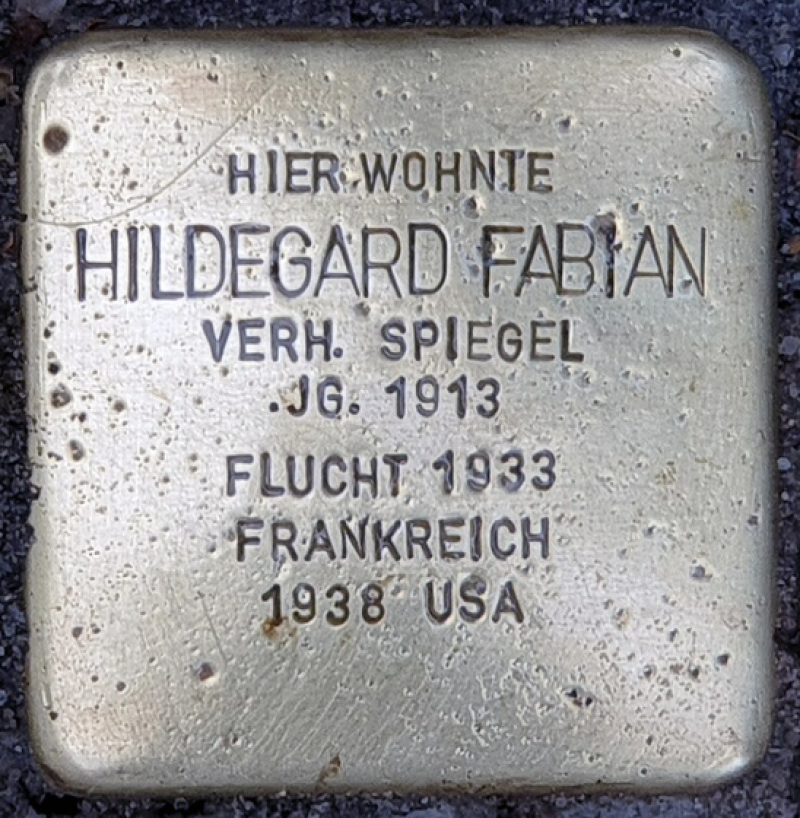 HIER WOHNTE
HILDEGARD FABIAN
VERH. SPIEGEL
JG. 1913
FLUCHT 1933
FRANKREICH
1938 USA